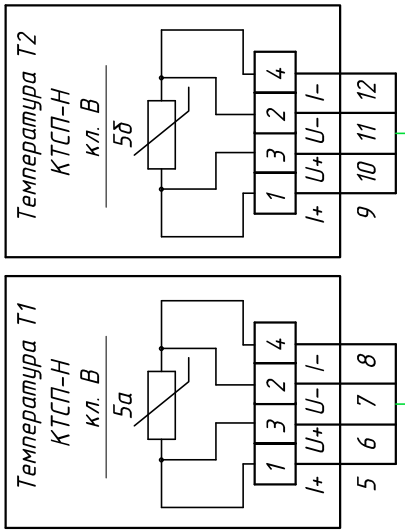 Температура Т1
КТСП-Н
кл. В
5а
1 3 2 4
I+ U+ U- I-
5 6 7 8
Температура Т2
КТСП-Н
кл. В
5б
1 3 2 4
I+ U+ U- I-
9 10 11 12